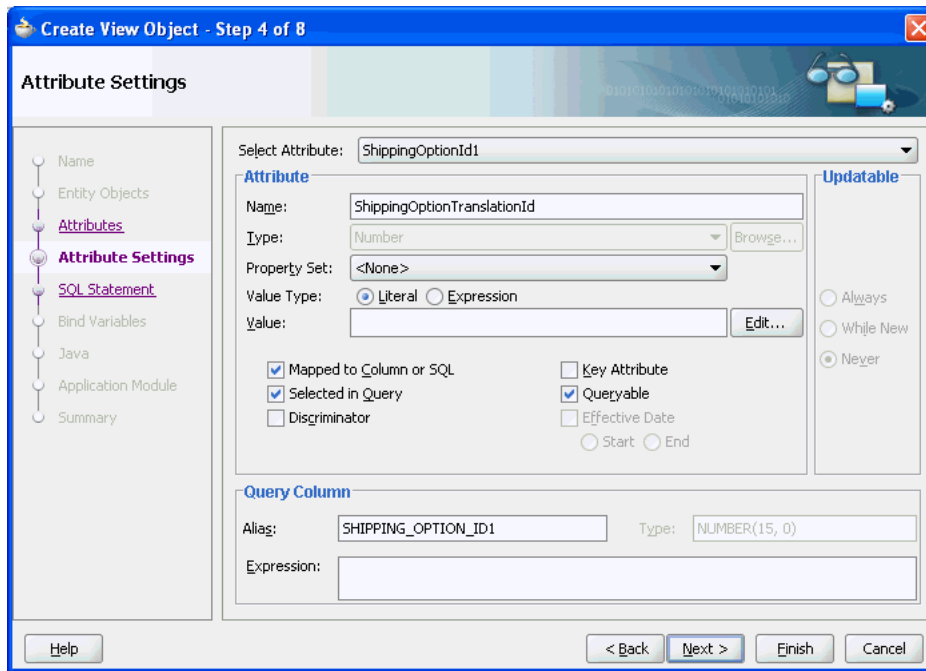 Create View Object - Step 4 of 8
Attribute Settings
Name
Entity Objects
Attributes
Attribute Settings
SQL Statement
Bind Variables
Java
Application Module
Summary
Select Attribute: ShippingOptionId1
Attribute
Name: ShippingOptionTranslationId
Type: Number Browse...
Property Set: <None>
Value Type: Literal Expression
Value: Edit...
Mapped to Column or SQL Key Attribute
Selected in Query Queryable
Discriminator Effective Date
Start End
Updatable
Always
While New
Never
Query Column
Alias: SHIPPING_OPTION_ID1 Type: NUMBER(15, 0)
Expression:
Help < Back Next > Finish Cancel